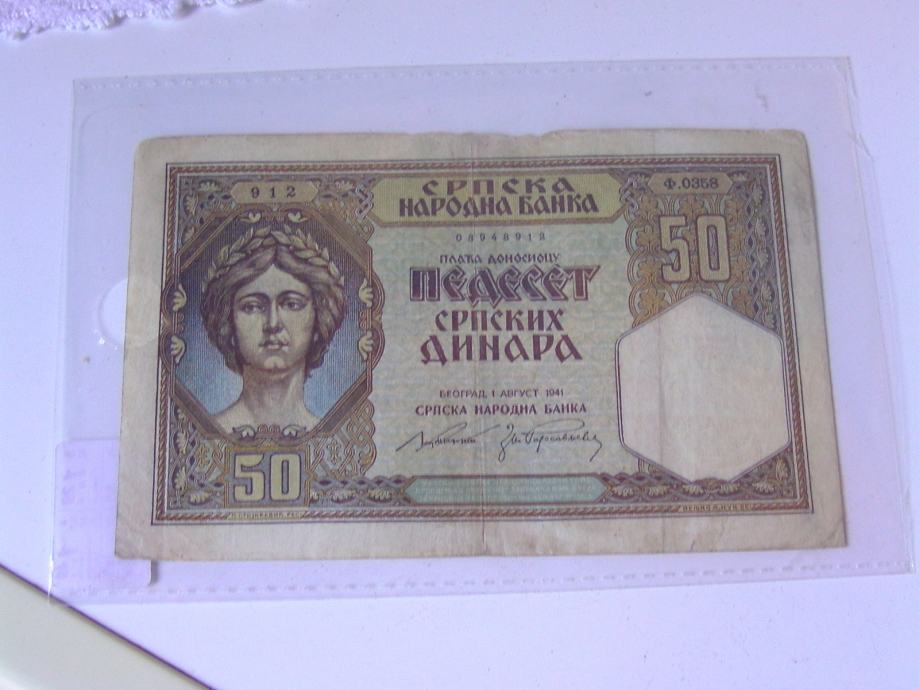 912
СРПСКА
НАРОДНА БАНКА
Ф.0358
08948912
50
ПЛАЋА ДОНОСИОЦУ
ПЕДЕСЕТ
СРПСКИХ
ДИНАРА
БЕОГРАД, 1 АВГУСТ 1941
СРПСКА НАРОДНА БАНКА
50